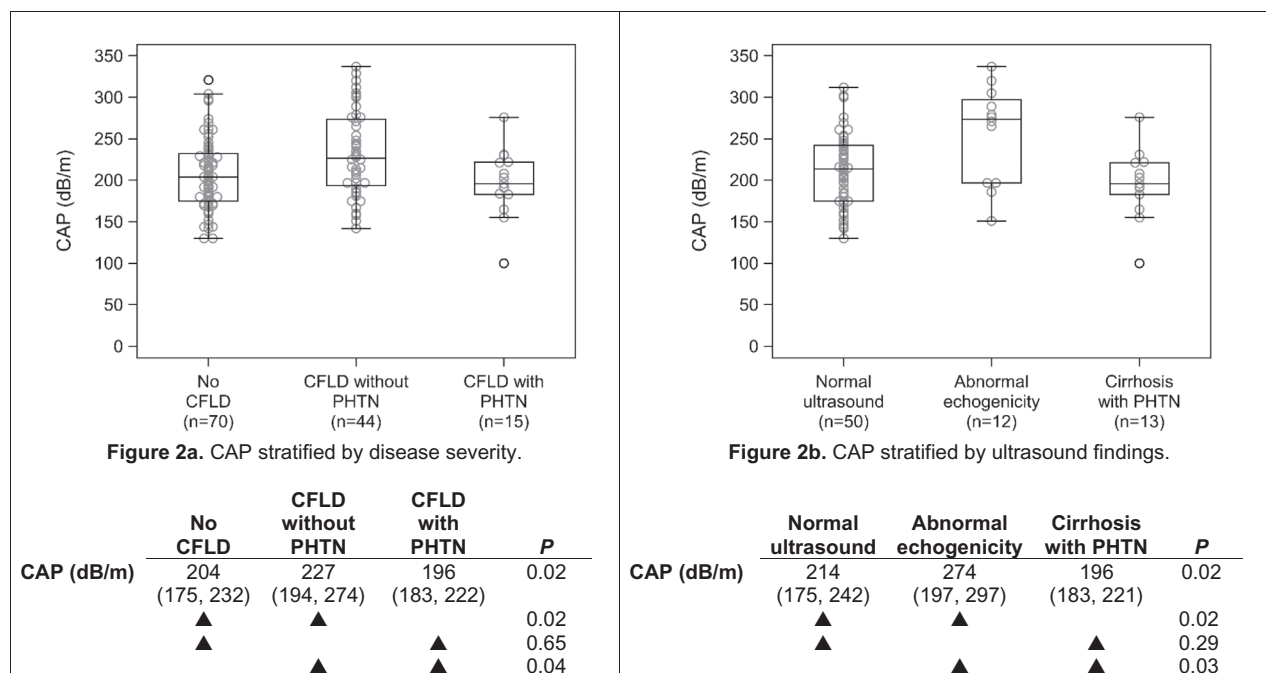 350
300
250
200
150
100
50
0
CAP (dB/m)
No CFLD (n=70)
CFLD without PHTN (n=44)
CFLD with PHTN (n=15)
Figure 2a. CAP stratified by disease severity.
No CFLD
CFLD without PHTN
CFLD with PHTN
P
CAP (dB/m) 204 227 196 0.02
(175, 232) (194, 274) (183, 222)
▲ ▲ 0.02
▲ ▲ 0.65
▲ ▲ 0.04
350
300
250
200
150
100
50
0
CAP (dB/m)
Normal ultrasound (n=50)
Abnormal echogenicity (n=12)
Cirrhosis with PHTN (n=13)
Figure 2b. CAP stratified by ultrasound findings.
Normal ultrasound
Abnormal echogenicity
Cirrhosis with PHTN
P
CAP (dB/m) 214 274 196 0.02
(175, 242) (197, 297) (183, 221)
▲ ▲ 0.02
▲ ▲ 0.29
▲ ▲ 0.03